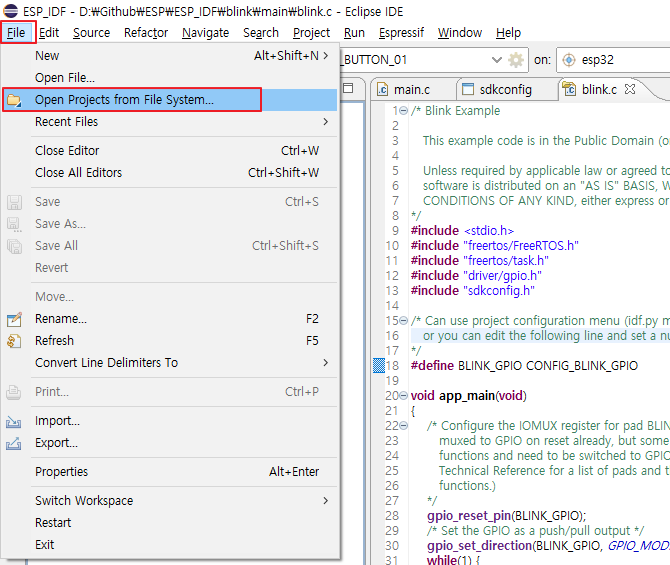 ESP_IDF - D:₩Github₩ESP₩ESP_IDF₩blink₩main₩blink.c - Eclipse IDE
File Edit Source Refactor Navigate Search Project Run Espressif Window Help
_BUTTON_01 on: esp32
New Alt+Shift+N >
Open File...
Open Projects from File System...
Recent Files >
Close Editor Ctrl+W
Close All Editors Ctrl+Shift+W
Save Ctrl+S
Save As...
Save All Ctrl+Shift+S
Revert
Move...
Rename... F2
Refresh F5
Convert Line Delimiters To >
Print... Ctrl+P
Import...
Export...
Properties Alt+Enter
Switch Workspace >
Restart
Exit
main.c sdkconfig blink.c
1 /* Blink Example
2
3 This example code is in the Public Domain (o
4
5 Unless required by applicable law or agreed to
6 software is distributed on an "AS IS" BASIS, W
7 CONDITIONS OF ANY KIND, either express or
8 */
9 #include <stdio.h>
10 #include "freertos/FreeRTOS.h"
11 #include "freertos/task.h"
12 #include "driver/gpio.h"
13 #include "sdkconfig.h"
14
15 /* Can use project configuration menu (idf.py m
16 or you can edit the following line and set a nu
17 */
18 #define BLINK_GPIO CONFIG_BLINK_GPIO
19
20 void app_main(void)
21 {
22 /* Configure the IOMUX register for pad BLIN
23 muxed to GPIO on reset already, but some
24 functions and need to be switched to GPIO
25 Technical Reference for a list of pads and t
26 functions.)
27 */
28 gpio_reset_pin(BLINK_GPIO);
29 /* Set the GPIO as a push/pull output */
30 gpio_set_direction(BLINK_GPIO, GPIO_MOD
31 while(1) {